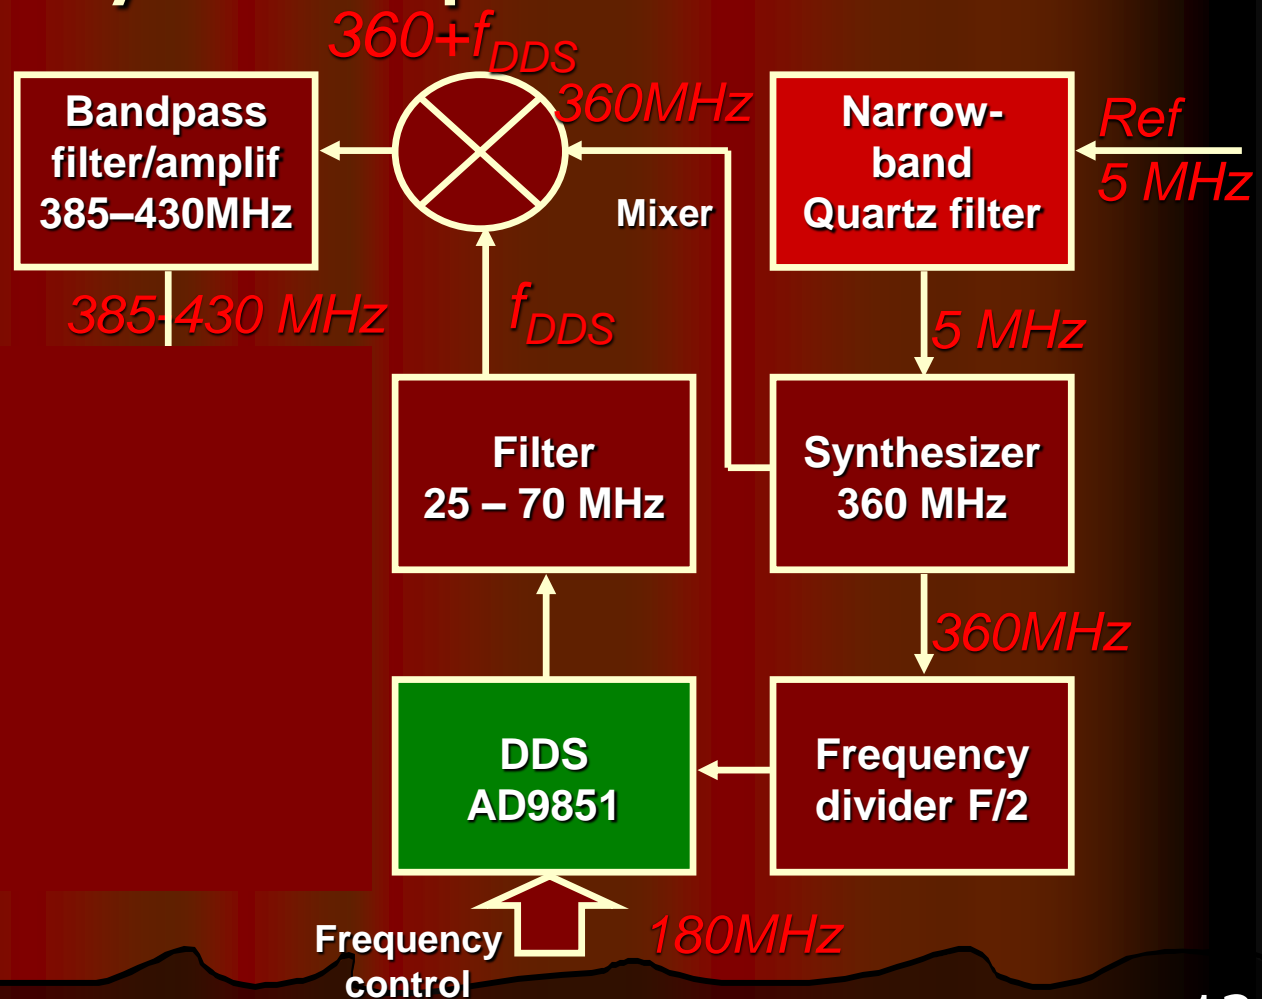 360+fDDS
Bandpass
filter/amplif
385–430MHz
360MHz
Mixer
Narrow-
band
Quartz filter
Ref
5 MHz
385-430 MHz
fDDS
5 MHz
Filter
25 – 70 MHz
Synthesizer
360 MHz
360MHz
DDS
AD9851
Frequency
divider F/2
Frequency
control
180MHz